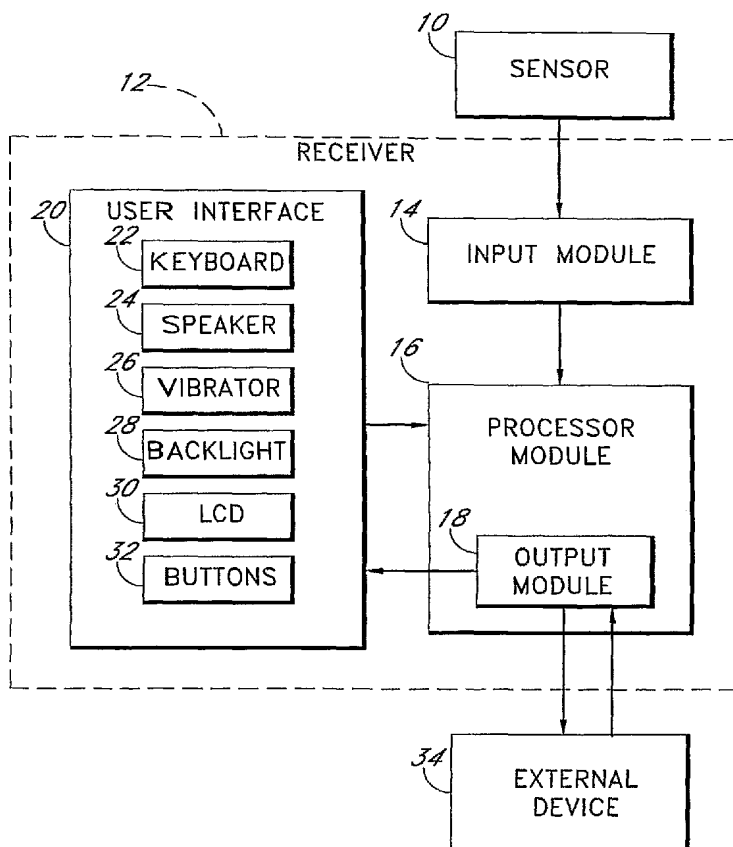 10
SENSOR
12
RECEIVER
20
USER INTERFACE
22
KEYBOARD
24
SPEAKER
26
VIBRATOR
28
BACKLIGHT
30
LCD
32
BUTTONS
14
INPUT MODULE
16
PROCESSOR
MODULE
18
OUTPUT
MODULE
34
EXTERNAL
DEVICE